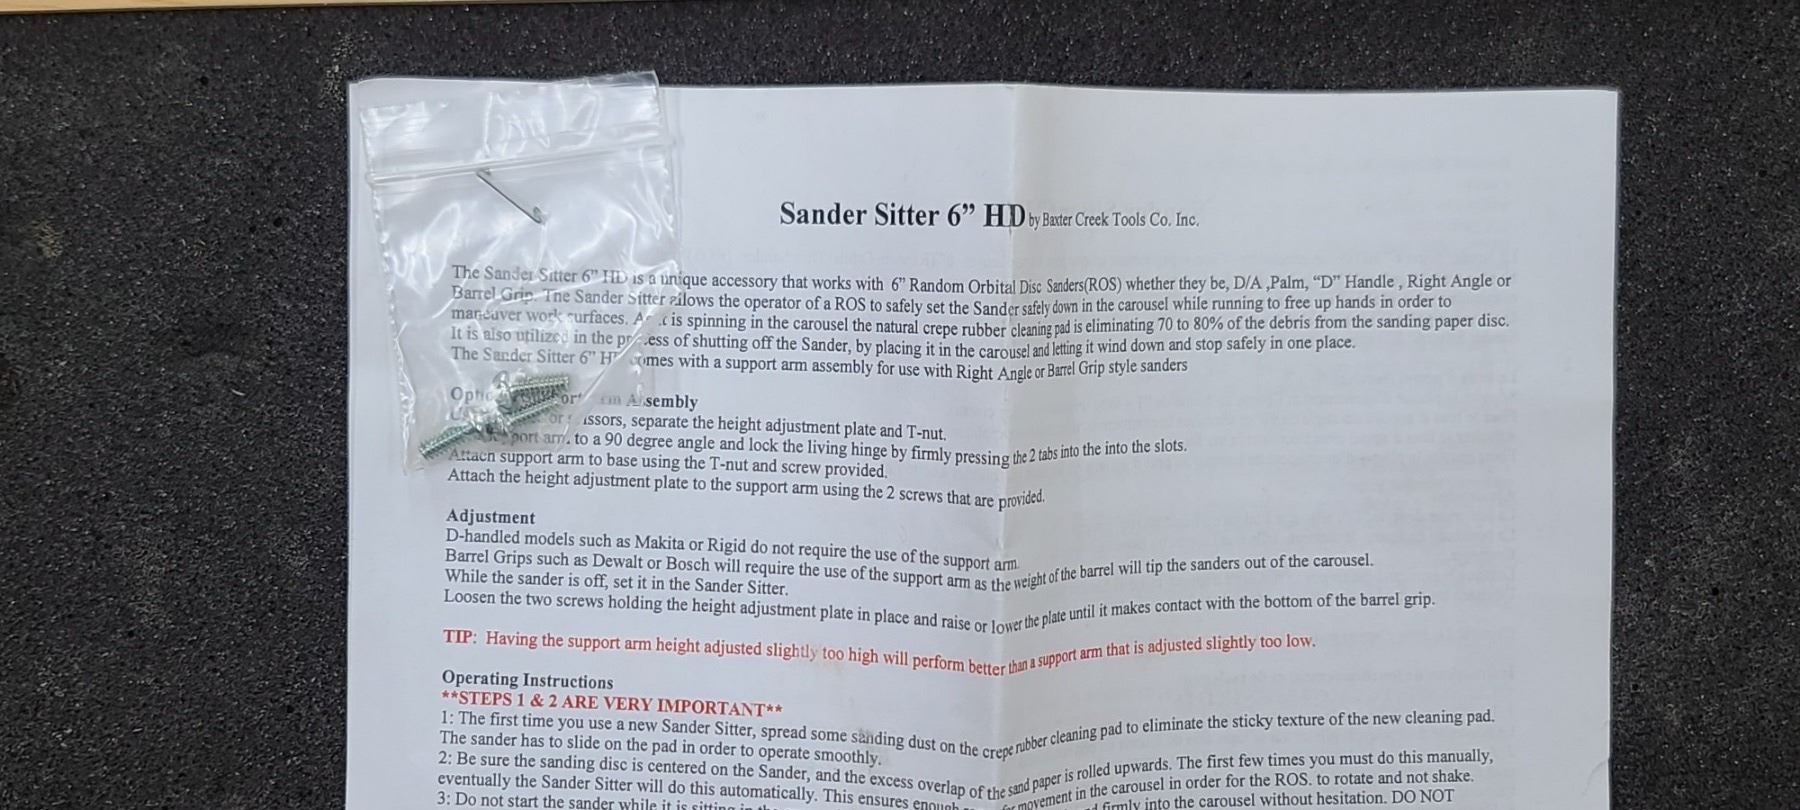 Sander Sitter 6” HD by Baxter Creek Tools Co. Inc.
The Sander Sitter 6” HD is a unique accessory that works with 6” Random Orbital Disc Sanders(ROS) whether they be, D/A ,Palm, “D” Handle , Right Angle or
Barrel Grip. The Sander Sitter allows the operator of a ROS to safely set the Sander safely down in the carousel while running to free up hands in order to
maneuver work surfaces. is spinning in the carousel the natural crepe rubber cleaning pad is eliminating 70 to 80% of the debris from the sanding paper disc.
It is also utilized in the process of shutting off the Sander, by placing it in the carousel and letting it wind down and stop safely in one place.
The Sander Sitter 6” comes with a support arm assembly for use with Right Angle or Barrel Grip style sanders
Assembly
separate the height adjustment plate and T-nut.
to a 90 degree angle and lock the living hinge by firmly pressing the 2 tabs into the into the slots.
Attach support arm to base using the T-nut and screw provided.
Attach the height adjustment plate to the support arm using the 2 screws that are provided.
Adjustment
D-handled models such as Makita or Rigid do not require the use of the support arm.
Barrel Grips such as Dewalt or Bosch will require the use of the support arm as the weight of the barrel will tip the sanders out of the carousel.
While the sander is off, set it in the Sander Sitter.
Loosen the two screws holding the height adjustment plate in place and raise or lower the plate until it makes contact with the bottom of the barrel grip.
TIP: Having the support arm height adjusted slightly too high will perform better than a support arm that is adjusted slightly too low.
Operating Instructions
**STEPS 1 & 2 ARE VERY IMPORTANT**
1: The first time you use a new Sander Sitter, spread some sanding dust on the crepe rubber cleaning pad to eliminate the sticky texture of the new cleaning pad.
The sander has to slide on the pad in order to operate smoothly.
2: Be sure the sanding disc is centered on the Sander, and the excess overlap of the sand paper is rolled upwards. The first few times you must do this manually,
eventually the Sander Sitter will do this automatically. This ensures enough movement in the carousel in order for the ROS. to rotate and not shake.
3: Do not start the sander while it is sitting in firmly into the carousel without hesitation. DO NOT